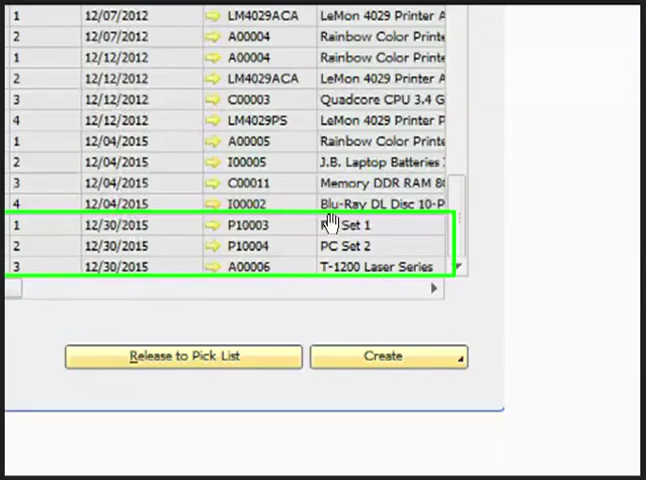 1 12/07/2012 LM4029ACA LeMon 4029 Printer A
2 12/07/2012 A00004 Rainbow Color Printer
1 12/12/2012 A00004 Rainbow Color Printer
2 12/12/2012 LM4029ACA LeMon 4029 Printer A
3 12/12/2012 C00003 Quadcore CPU 3.4 G
4 12/12/2012 LM4029PS LeMon 4029 Printer P
1 12/04/2015 A00005 Rainbow Color Printe
2 12/04/2015 I00005 J.B. Laptop Batteries
3 12/04/2015 C00011 Memory DDR RAM 8
4 12/04/2015 I00002 Blu-Ray DL Disc 10-P
1 12/30/2015 P10003 Set 1
2 12/30/2015 P10004 PC Set 2
3 12/30/2015 A00006 T-1200 Laser Series
Release to Pick List Create